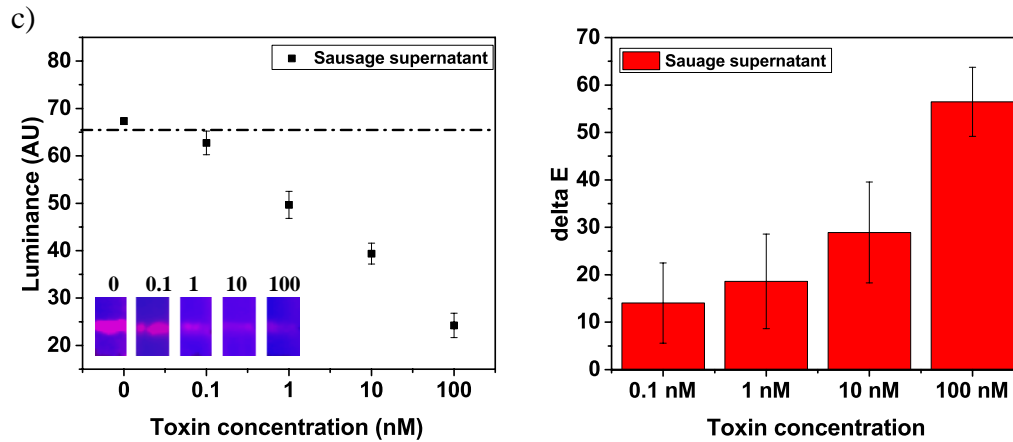 c)
80
70
60
50
40
30
20
Luminance (AU)
Sausage supernatant
0 0.1 1 10 100
0 0.1 1 10 100
Toxin concentration (nM)
70
60
50
40
30
20
10
0
delta E
Sauage supernatant
0.1 nM 1 nM 10 nM 100 nM
Toxin concentration